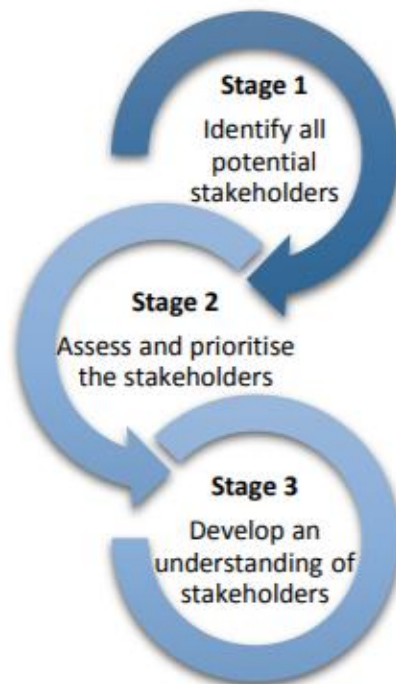 Stage 1
Identify all
potential
stakeholders
Stage 2
Assess and prioritise
the stakeholders
Stage 3
Develop an
understanding of
stakeholders